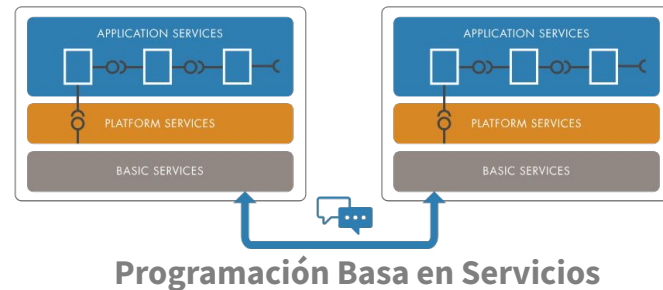 APPLICATION SERVICES
PLATFORM SERVICES
BASIC SERVICES
APPLICATION SERVICES
PLATFORM SERVICES
BASIC SERVICES
Programación Basa en Servicios